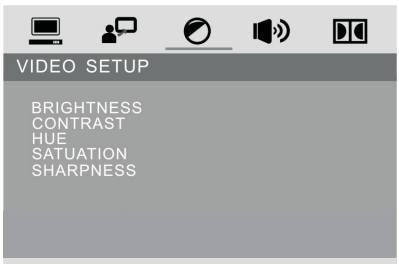 VIDEO SETUP
BRIGHTNESS
CONTRAST
HUE
SATUATION
SHARPNESS